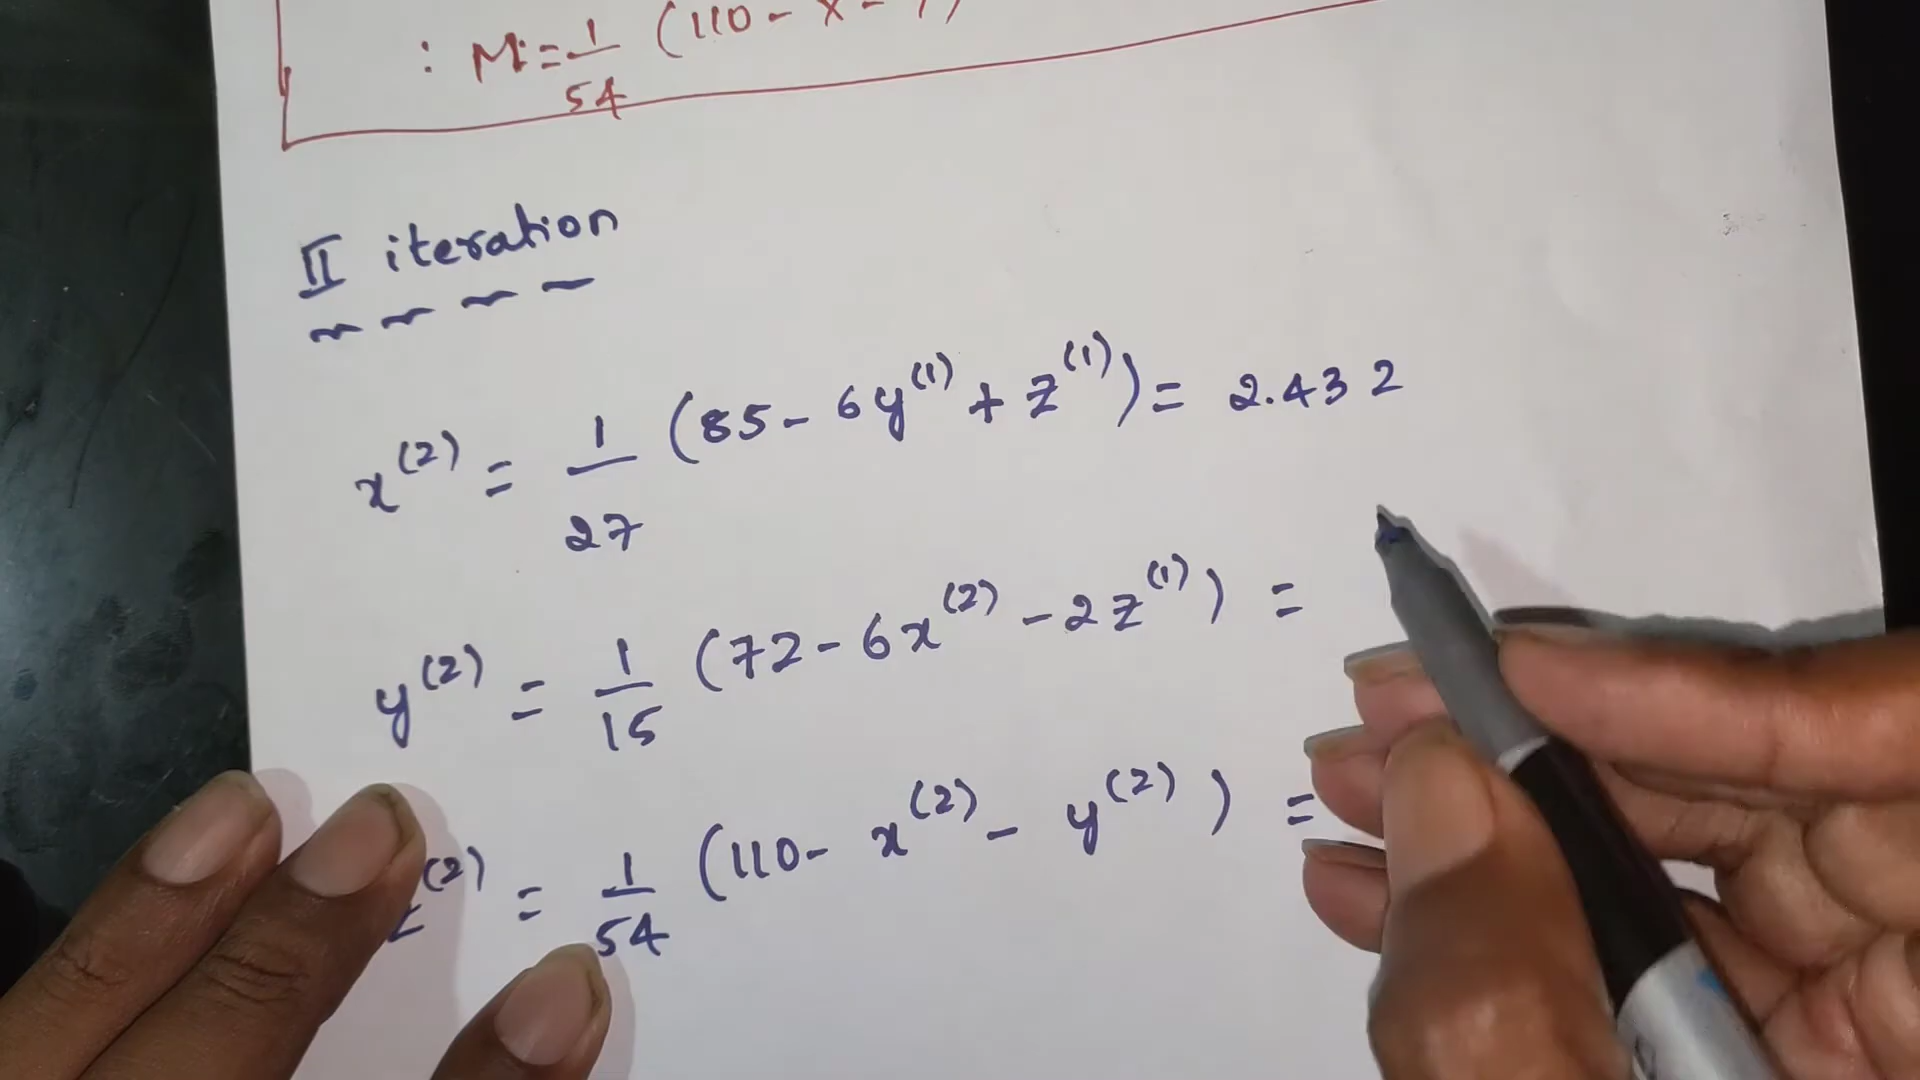 : M = 1/54 (110 - x - y)
II iteration
x^(2) = 1/27 (85 - 6y^(1) + z^(1)) = 2.432
y^(2) = 1/15 (72 - 6x^(2) - 2z^(1)) =
z^(2) = 1/54 (110 - x^(2) - y^(2)) =